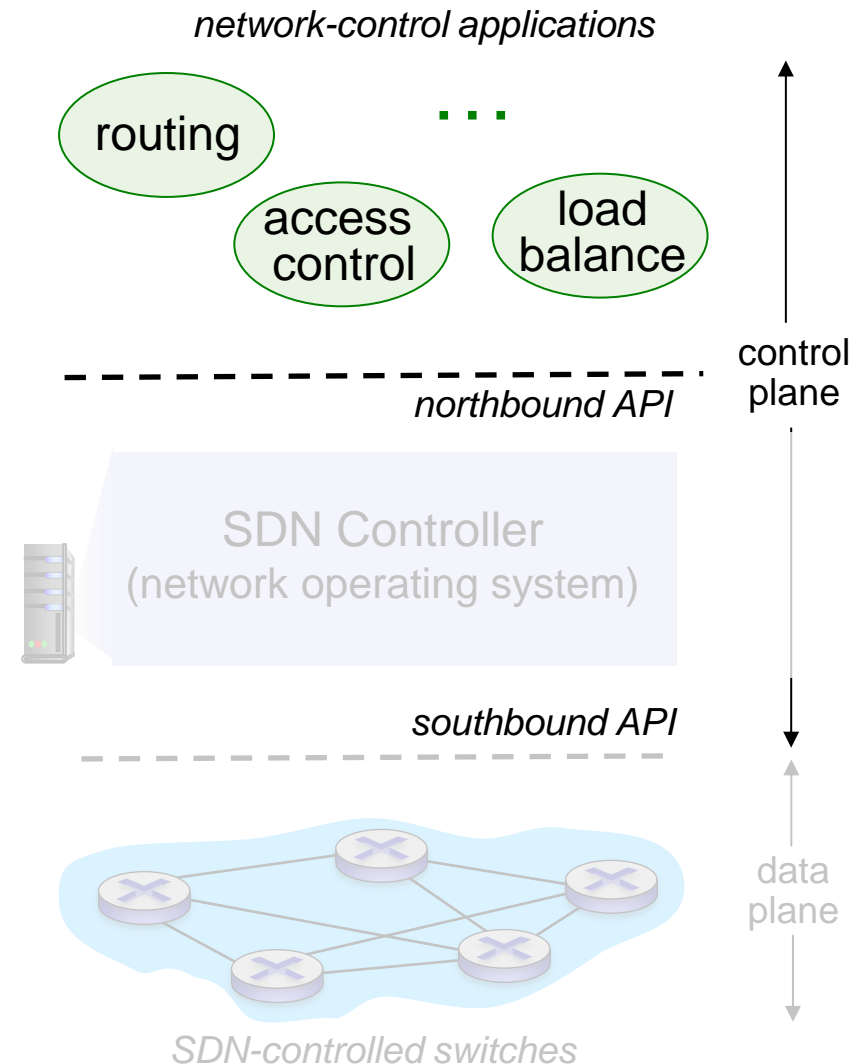 network-control applications
routing
...
access
control
load
balance
control
plane
northbound API
SDN Controller
(network operating system)
southbound API
data
plane
SDN-controlled switches